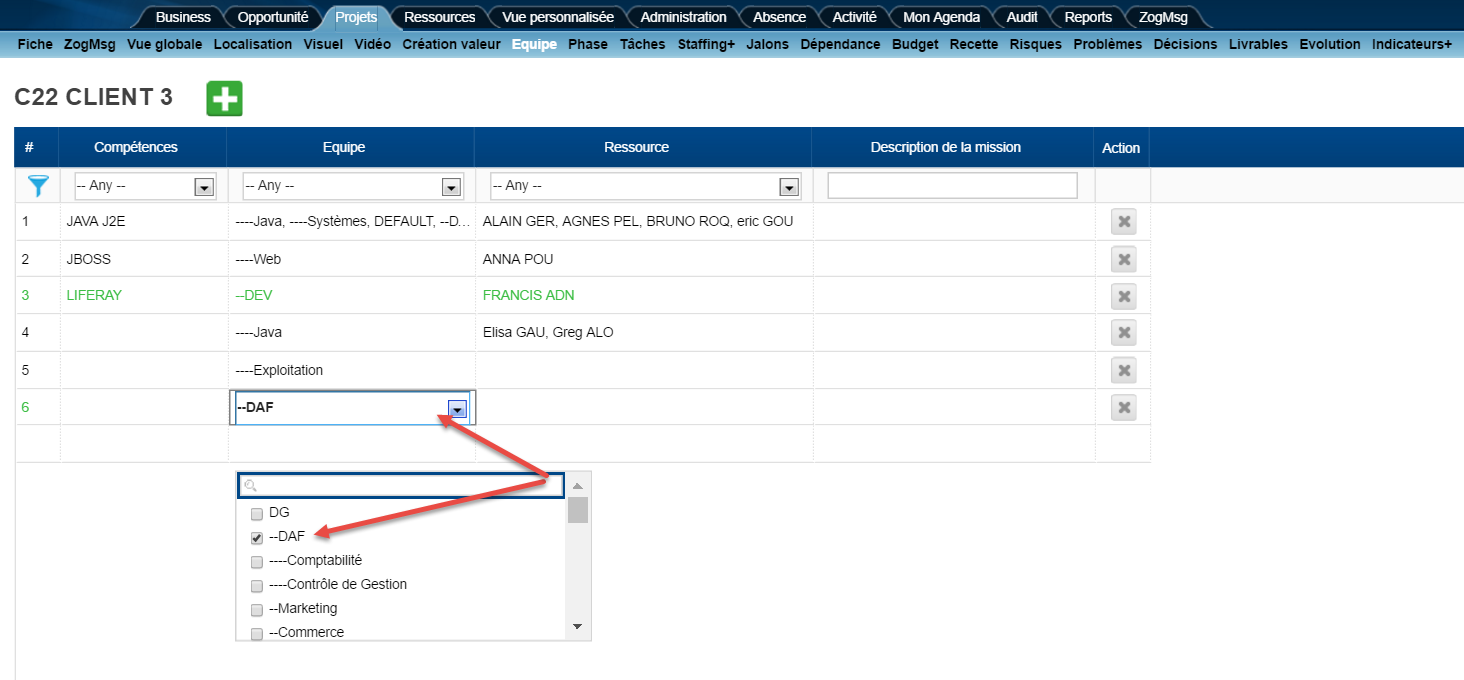 Business Opportunité Projets Ressources Vue personnalisée Administration Absence Activité Mon Agenda Audit Reports ZogMsg
Fiche ZogMsg Vue globale Localisation Visuel Vidéo Création valeur Equipe Phase Tâches Staffing+ Jalons Dépendance Budget Recette Risques Problèmes Décisions Livrables Evolution Indicateurs+
C22 CLIENT 3
# Compétences Equipe Ressource Description de la mission Action
-- Any -- -- Any -- -- Any --
1 JAVA J2E ----Java, ----Systèmes, DEFAULT, --D... ALAIN GER, AGNES PEL, BRUNO ROQ, eric GOU
2 JBOSS ----Web ANNA POU
3 LIFERAY --DEV FRANCIS ADN
4 ----Java Elisa GAU, Greg ALO
5 ----Exploitation
6 --DAF
DG
--DAF
----Comptabilité
----Contrôle de Gestion
--Marketing
--Commerce